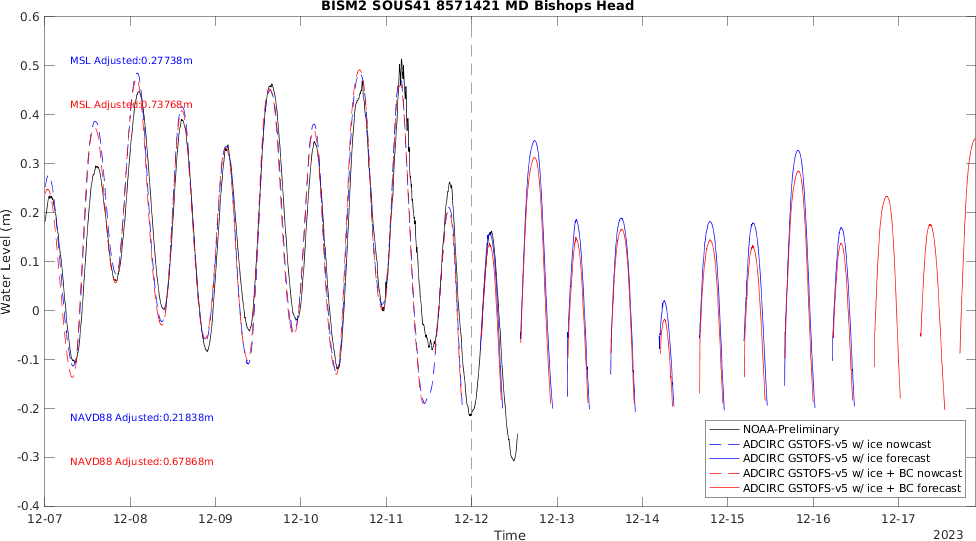 BISM2 SOUS41 8571421 MD Bishops Head
0.6
0.5
0.4
0.3
0.2
0.1
0
-0.1
-0.2
-0.3
-0.4
Water Level (m)
MSL Adjusted:0.27738m
MSL Adjusted:0.73768m
NAVD88 Adjusted:0.21838m
NAVD88 Adjusted:0.67868m
NOAA-Preliminary
ADCIRC GSTOFS-v5 w/ ice nowcast
ADCIRC GSTOFS-v5 w/ ice forecast
ADCIRC GSTOFS-v5 w/ ice + BC nowcast
ADCIRC GSTOFS-v5 w/ ice + BC forecast
12-07 12-08 12-09 12-10 12-11 12-12 12-13 12-14 12-15 12-16 12-17
Time
2023